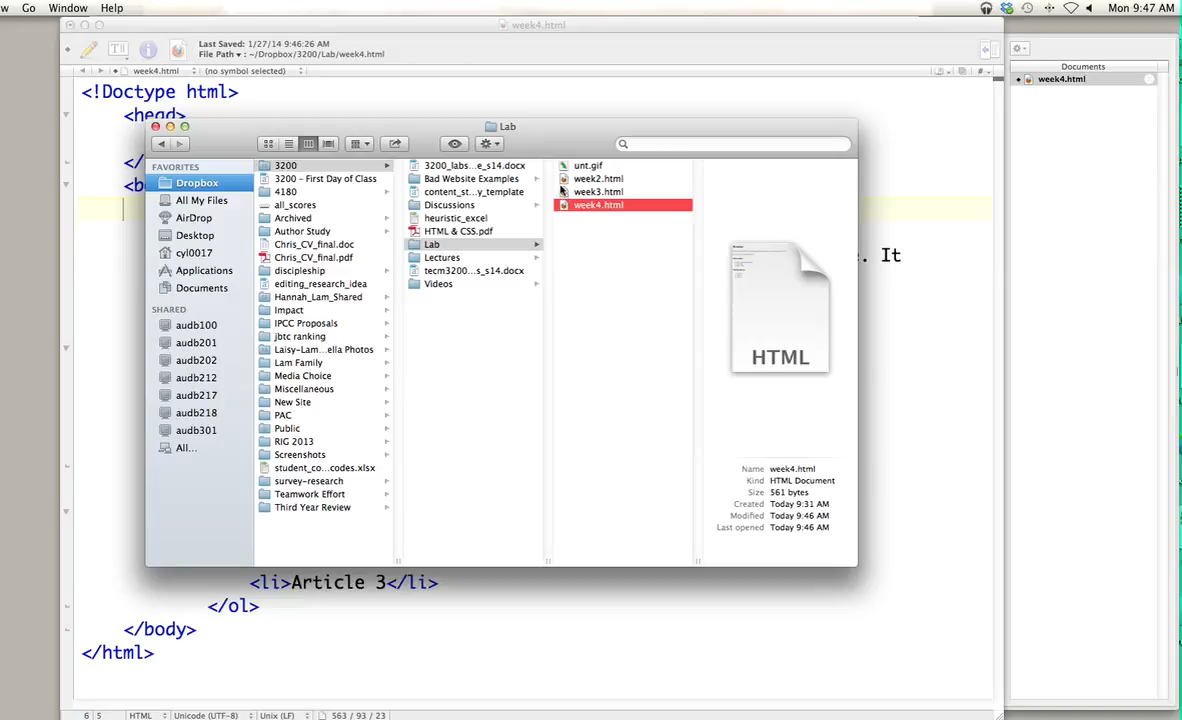 w Go Window Help
Mon 9:47 AM
week4.html
Last Saved: 1/27/14 9:46:26 AM
File Path ▾ : ~/Dropbox/3200/Lab/week4.html
week4.html
(no symbol selected)
Documents
week4.html
<!Doctype html>
<head>
</
<b
. It
<li>Article 3</li>
</ol>
</body>
</html>
Lab
FAVORITES
Dropbox
All My Files
AirDrop
Desktop
cyl0017
Applications
Documents
SHARED
audb100
audb201
audb202
audb212
audb217
audb218
audb301
All...
3200
3200 - First Day of Class
4180
all_scores
Archived
Author Study
Chris_CV_final.doc
Chris_CV_final.pdf
discipleship
editing_research_idea
Hannah_Lam_Shared
Impact
IPCC Proposals
jbtc ranking
Laisy-Lam...ella Photos
Lam Family
Media Choice
Miscellaneous
New Site
PAC
Public
RIG 2013
Screenshots
student_co...codes.xlsx
survey-research
Teamwork Effort
Third Year Review
3200_labs...e_s14.docx
Bad Website Examples
content_st...y_template
Discussions
heuristic_excel
HTML & CSS.pdf
Lab
Lectures
tecm3200...s_s14.docx
Videos
unt.gif
week2.html
week3.html
week4.html
HTML
Name week4.html
Kind HTML Document
Size 561 bytes
Created Today 9:31 AM
Modified Today 9:46 AM
Last opened Today 9:46 AM
6 5 HTML Unicode (UTF-8) Unix (LF) 563 / 93 / 23